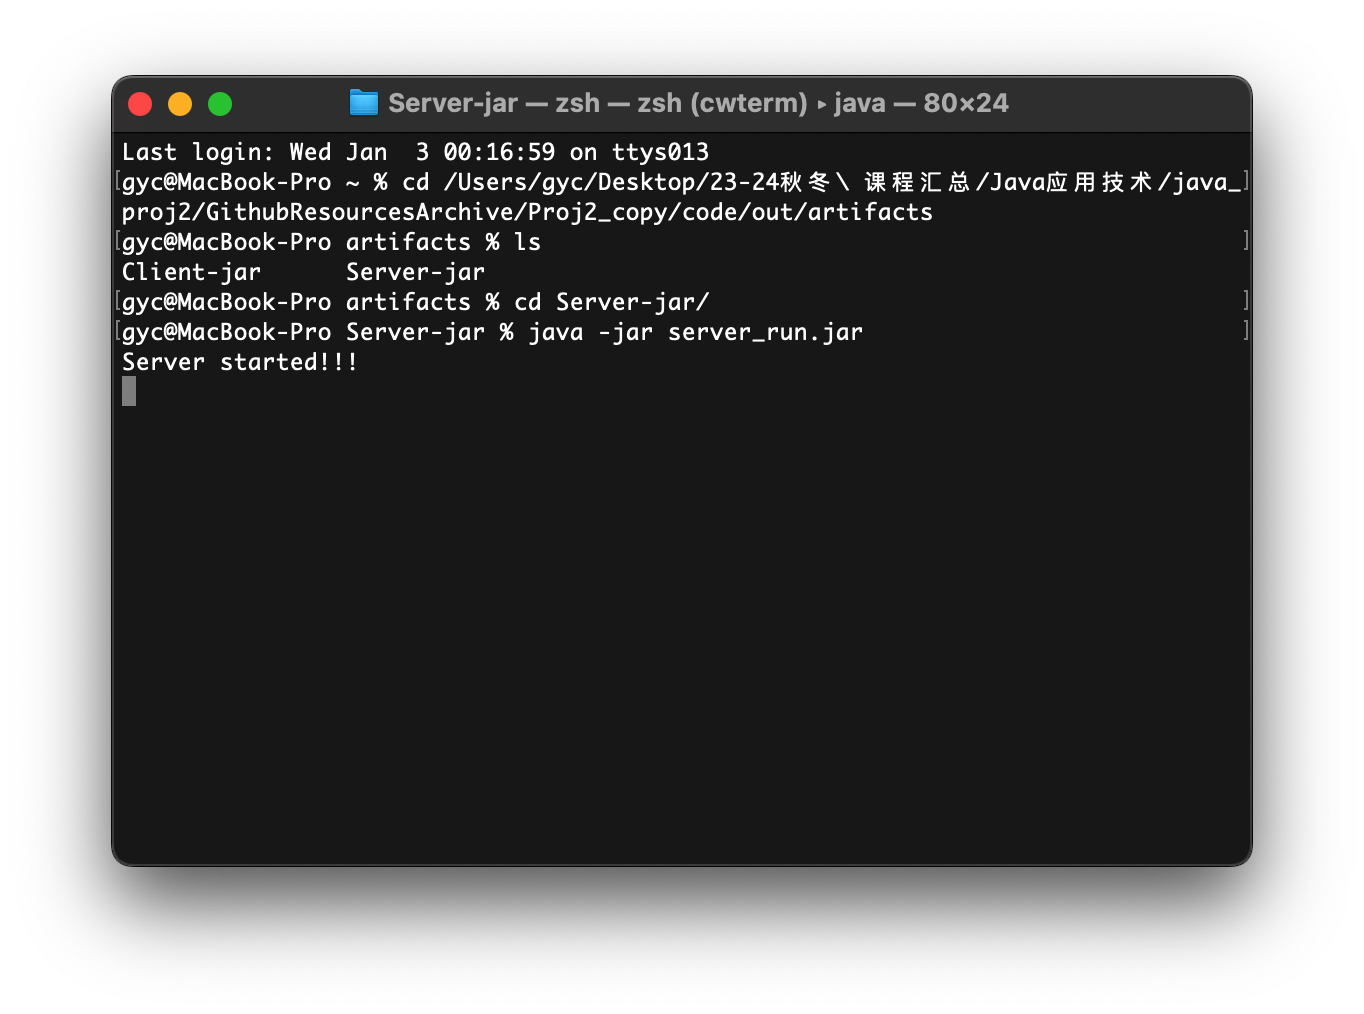 Server-jar — zsh — zsh (cwterm) ▸ java — 80×24
Last login: Wed Jan  3 00:16:59 on ttys013
[gyc@MacBook-Pro ~ % cd /Users/gyc/Desktop/23-24秋冬\ 课程汇总/Java应用技术/java_]
proj2/GithubResourcesArchive/Proj2_copy/code/out/artifacts
[gyc@MacBook-Pro artifacts % ls]
Client-jar      Server-jar
[gyc@MacBook-Pro artifacts % cd Server-jar/]
[gyc@MacBook-Pro Server-jar % java -jar server_run.jar]
Server started!!!